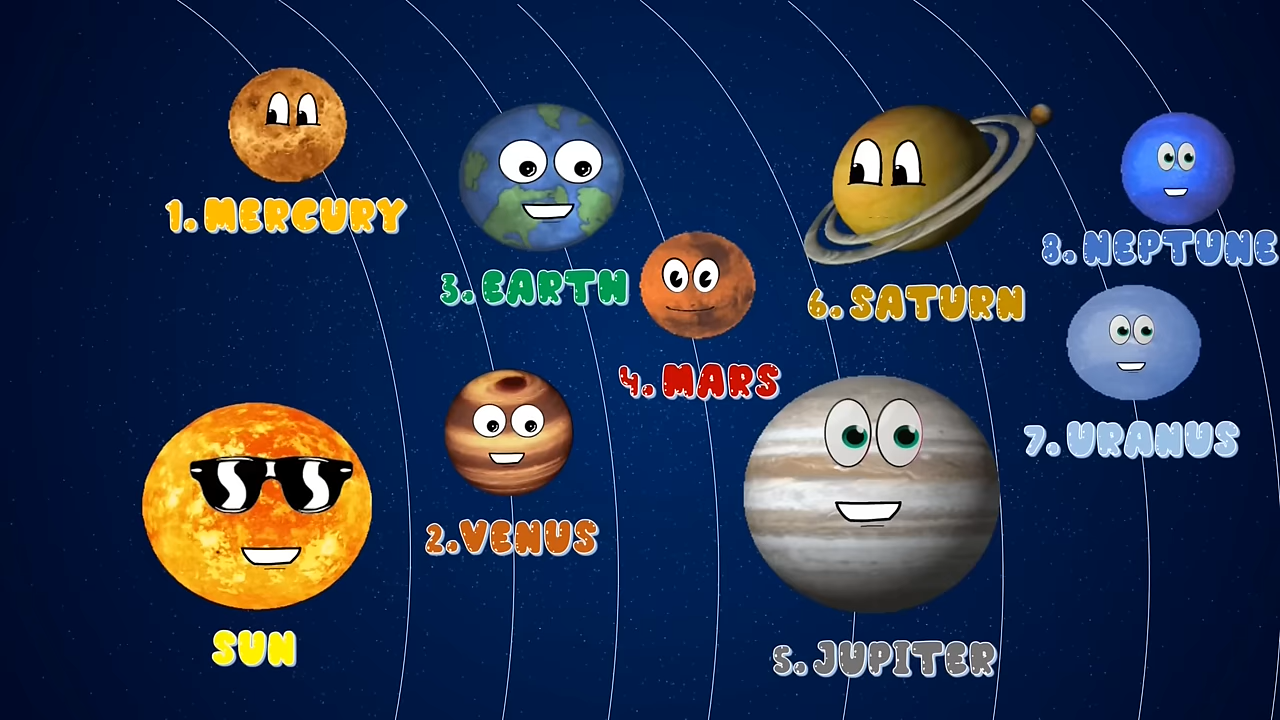 1. MERCURY
3. EARTH
4. MARS
6. SATURN
8. NEPTUNE
SUN
2.VENUS
5. JUPITER
7. URANUS